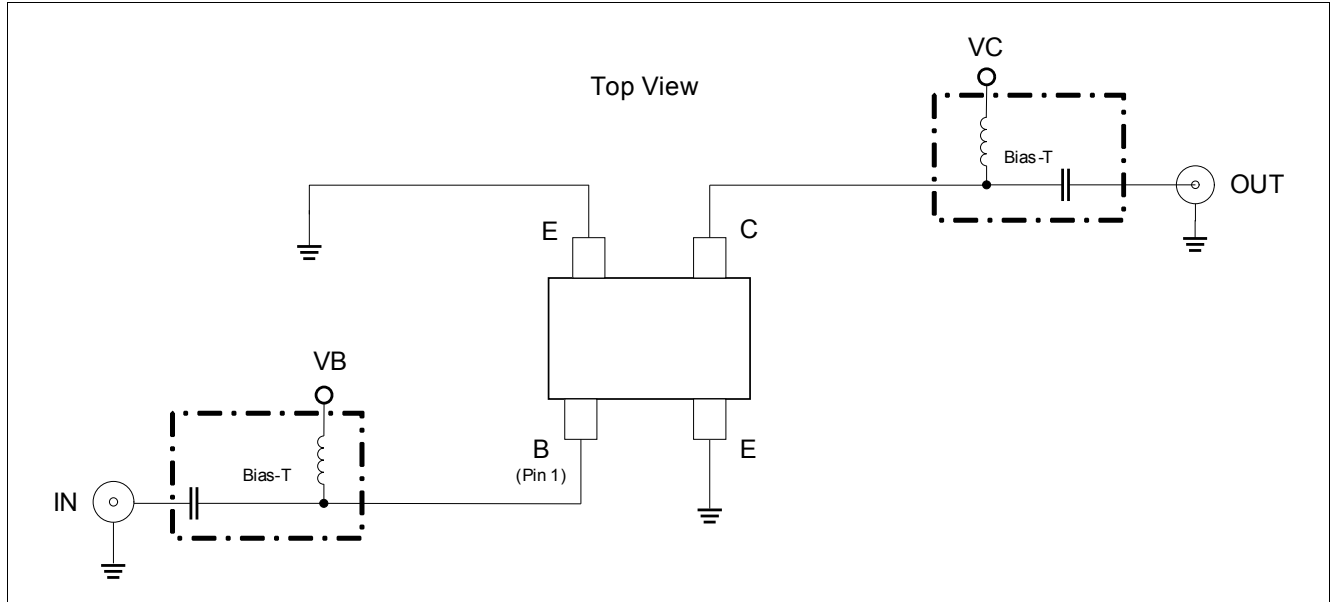 VC
Top View
Bias-T
OUT
E
C
VB
B
E
(Pin 1)
Bias-T
IN